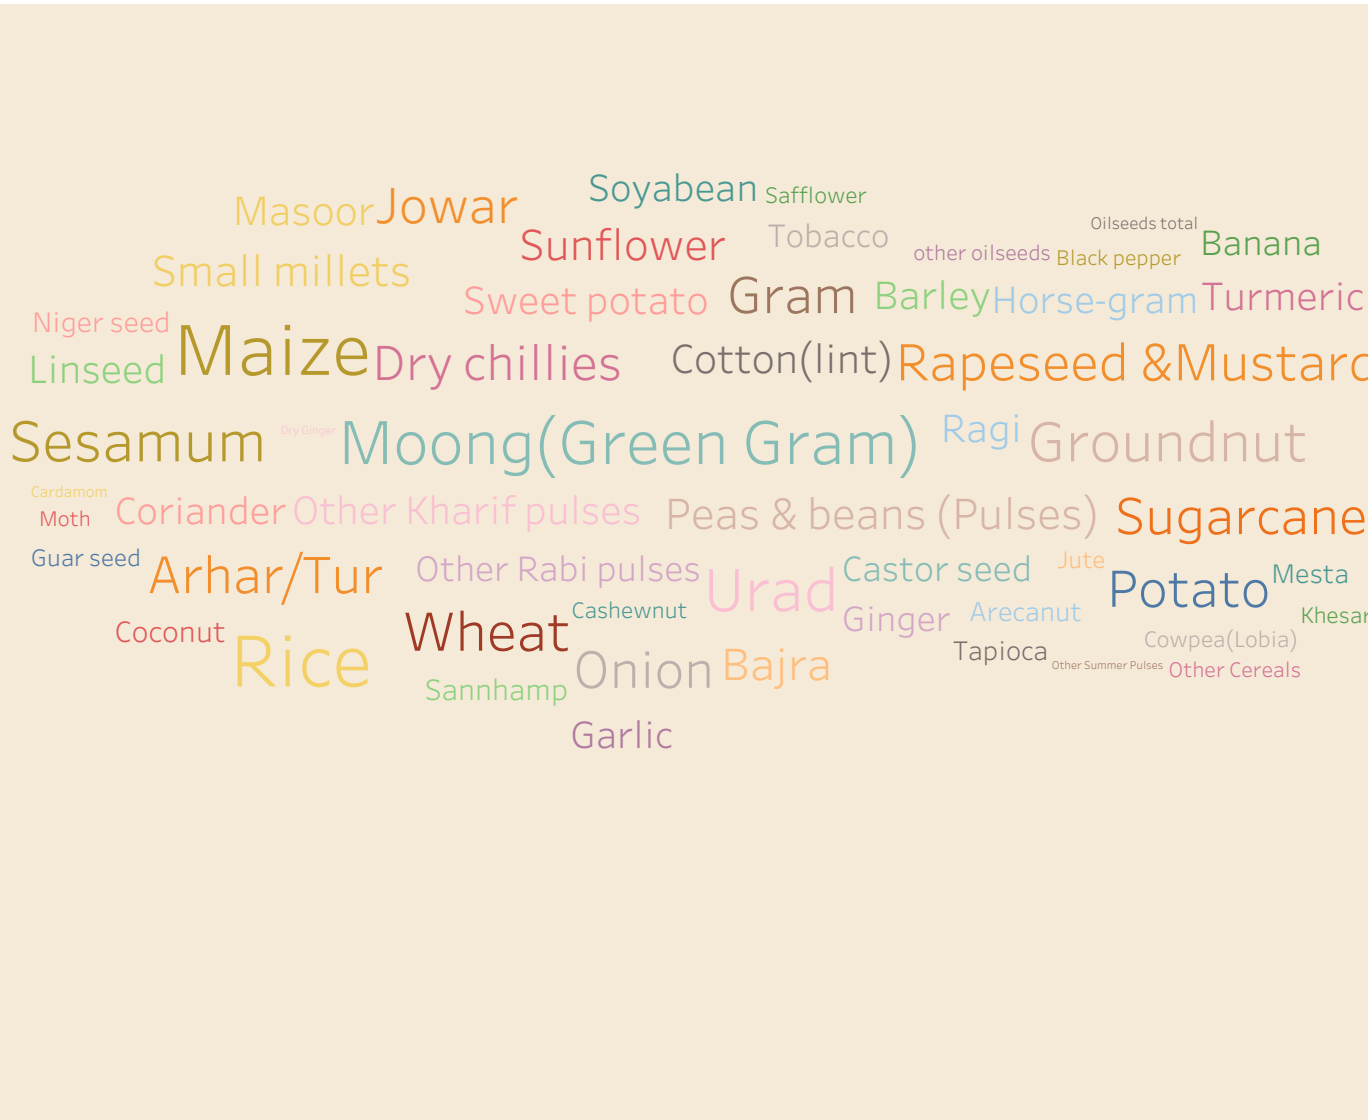 Soyabean
Safflower
Masoor
Jowar
Oilseeds total
Tobacco
Sunflower
Banana
other oilseeds
Black pepper
Small millets
Sweet potato
Gram
Barley
Horse-gram
Turmeric
Niger seed
Maize
Linseed
Dry chillies
Cotton(lint)
Rapeseed &Mustard
Sesamum
Dry Ginger
Moong(Green Gram)
Ragi
Groundnut
Cardamom
Moth
Coriander
Other Kharif pulses
Peas & beans (Pulses)
Sugarcane
Guar seed
Arhar/Tur
Other Rabi pulses
Urad
Castor seed
Jute
Potato
Mesta
Cashewnut
Ginger
Arecanut
Khesar
Coconut
Rice
Wheat
Onion
Bajra
Tapioca
Cowpea(Lobia)
Other Summer Pulses
Other Cereals
Sannhamp
Garlic